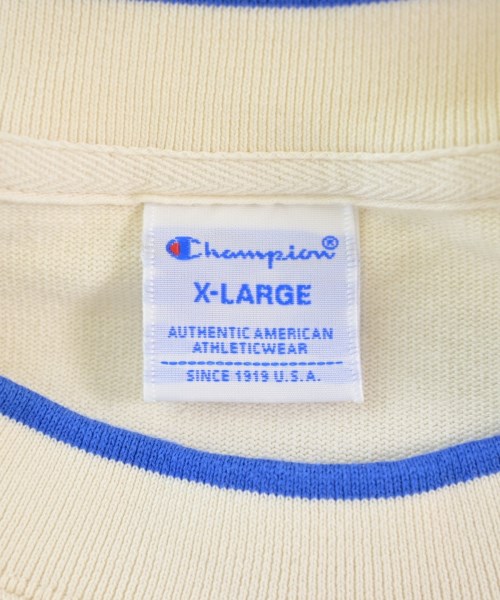 Champion®
X-LARGE
AUTHENTIC AMERICAN
ATHLETICWEAR
SINCE 1919 U.S.A.